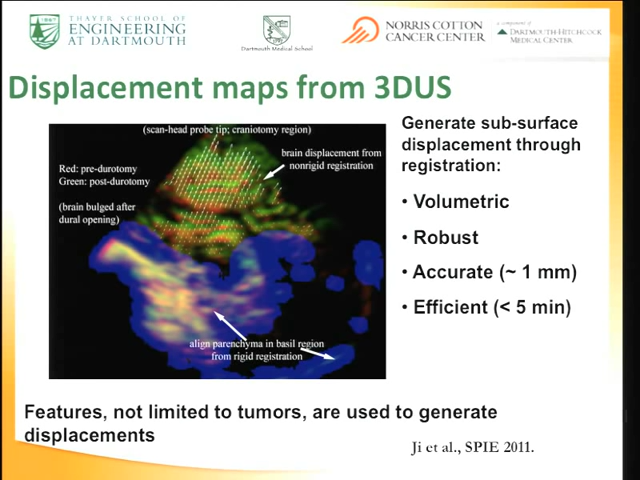 THAYER SCHOOL OF
ENGINEERING
AT DARTMOUTH
Dartmouth Medical School
NORRIS COTTON
CANCER CENTER
a component of
DARTMOUTH-HITCHCOCK
MEDICAL CENTER
Displacement maps from 3DUS
(scan-head probe tip; craniotomy region)
brain displacement from
nonrigid registration
Red: pre-durotomy
Green: post-durotomy
(brain bulged after
dural opening)
align parenchyma in basil region
from rigid registration
Generate sub-surface
displacement through
registration:
• Volumetric
• Robust
• Accurate (~ 1 mm)
• Efficient (< 5 min)
Features, not limited to tumors, are used to generate
displacements
Ji et al., SPIE 2011.